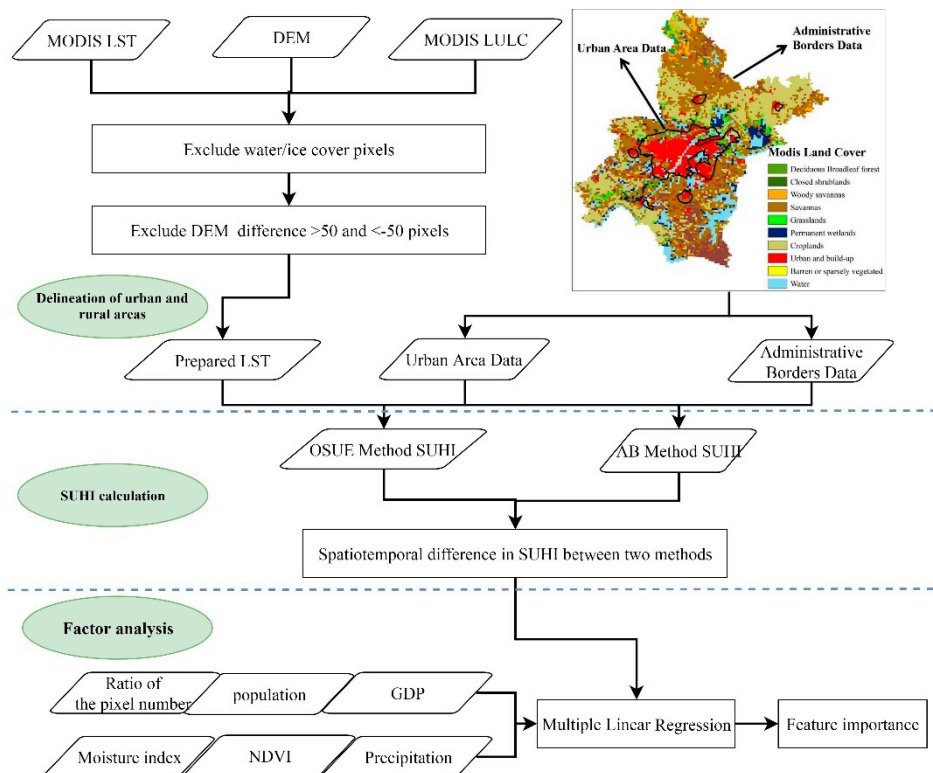 MODIS LST
DEM
MODIS LULC
Urban Area Data
Administrative
Borders Data
Exclude water/ice cover pixels
Exclude DEM difference >50 and <-50 pixels
Modis Land Cover
Deciduous Broadleaf forest
Closed shrublands
Woody savannas
Savannas
Grasslands
Permanent wetlands
Croplands
Urban and build-up
Barren or sparsely vegetated
Water
Delineation of urban and
rural areas
Prepared LST
Urban Area Data
Administrative
Borders Data
OSUE Method SUHI
AB Method SUHI
SUHI calculation
Spatiotemporal difference in SUHI between two methods
Factor analysis
Ratio of
the pixel number
population
GDP
Multiple Linear Regression
Feature importance
Moisture index
NDVI
Precipitation